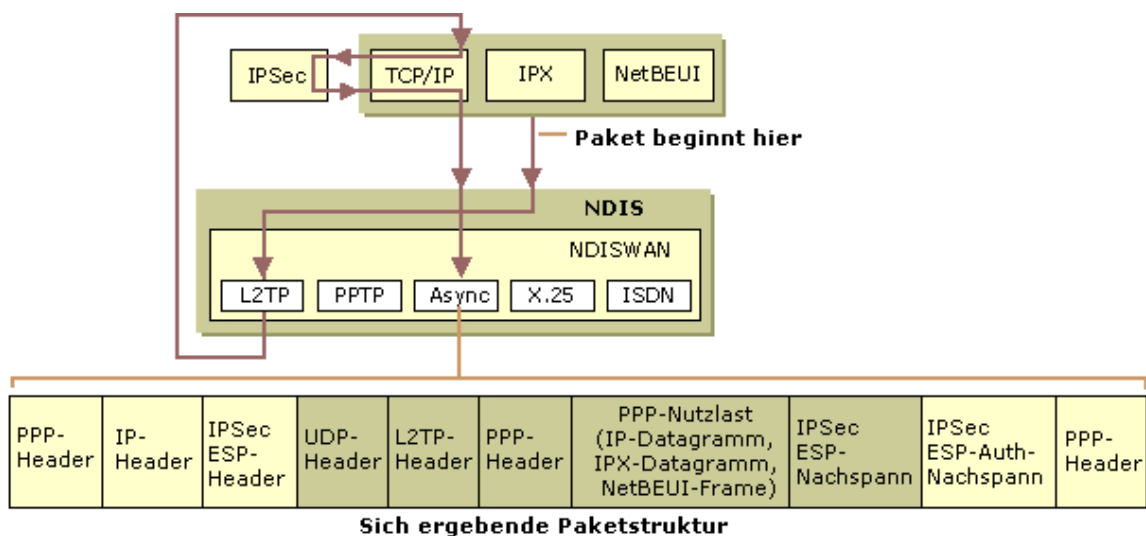 IPSec
TCP/IP
IPX
NetBEUI
Paket beginnt hier
NDIS
NDISWAN
L2TP
PPTP
Async
X.25
ISDN
PPP-
Header
IP-
Header
IPSec
ESP-
Header
UDP-
Header
L2TP-
Header
PPP-
Header
PPP-Nutzlast
(IP-Datagramm,
IPX-Datagramm,
NetBEUI-Frame)
IPSec
ESP-
Nachspann
IPSec
ESP-Auth-
Nachspann
PPP-
Header
Sich ergebende Paketstruktur